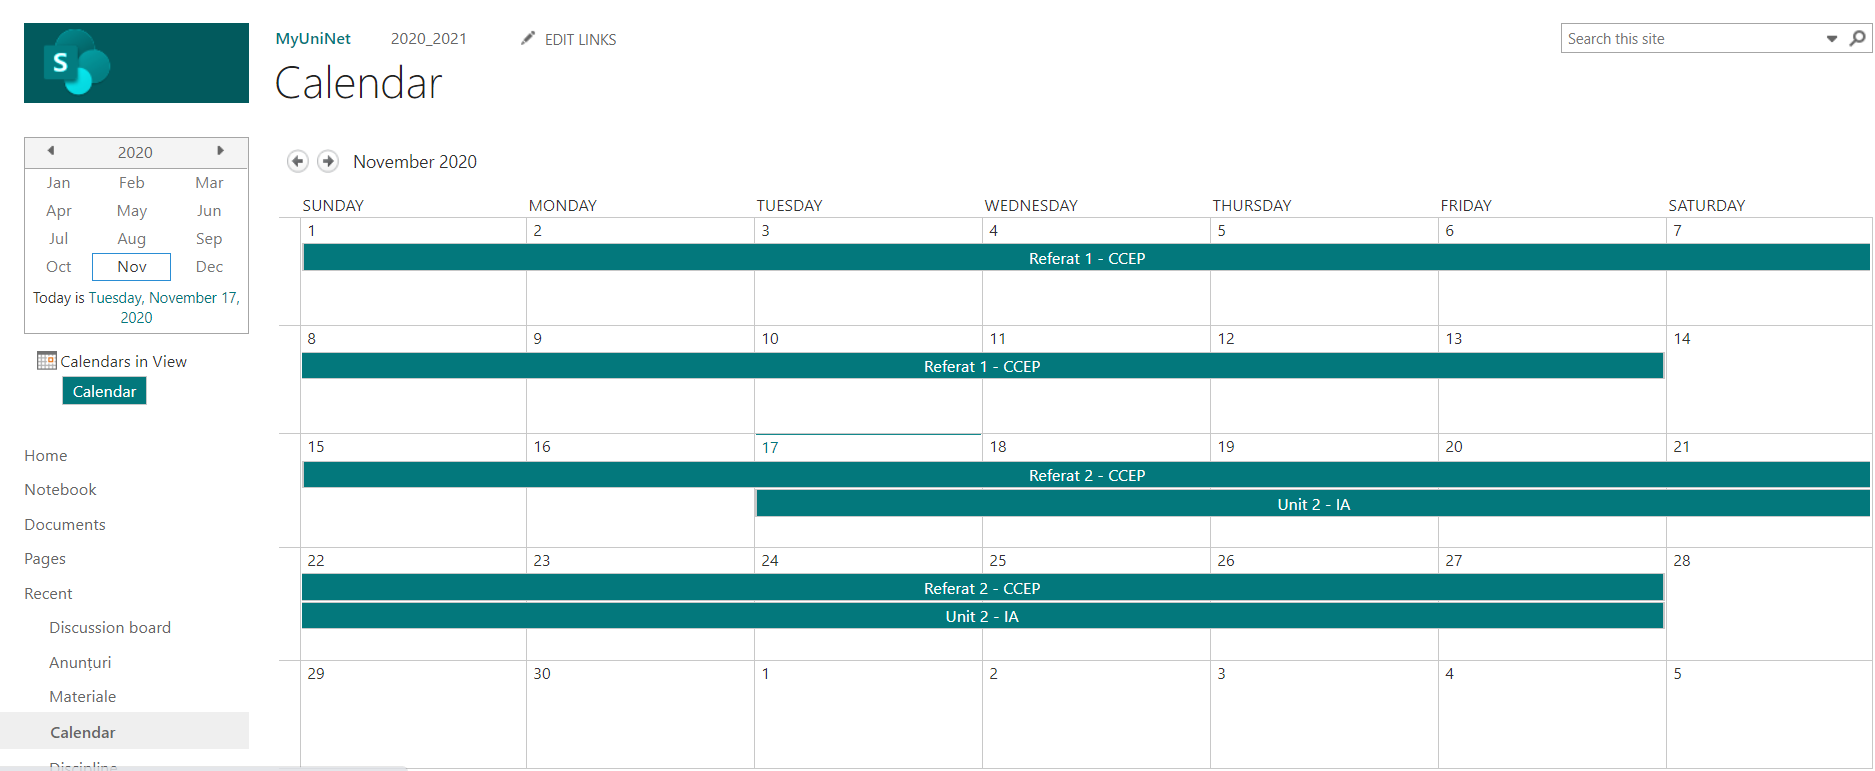 S
MyUniNet 2020_2021 EDIT LINKS
Search this site
Calendar
2020
Jan Feb Mar
Apr May Jun
Jul Aug Sep
Oct Nov Dec
Today is Tuesday, November 17,
2020
Calendars in View
Calendar
Home
Notebook
Documents
Pages
Recent
Discussion board
Anunțuri
Materiale
Calendar
Discipline
November 2020
SUNDAY MONDAY TUESDAY WEDNESDAY THURSDAY FRIDAY SATURDAY
1 2 3 4 5 6 7
Referat 1 - CCEP
8 9 10 11 12 13 14
Referat 1 - CCEP
15 16 17 18 19 20 21
Referat 2 - CCEP
Unit 2 - IA
22 23 24 25 26 27 28
Referat 2 - CCEP
Unit 2 - IA
29 30 1 2 3 4 5